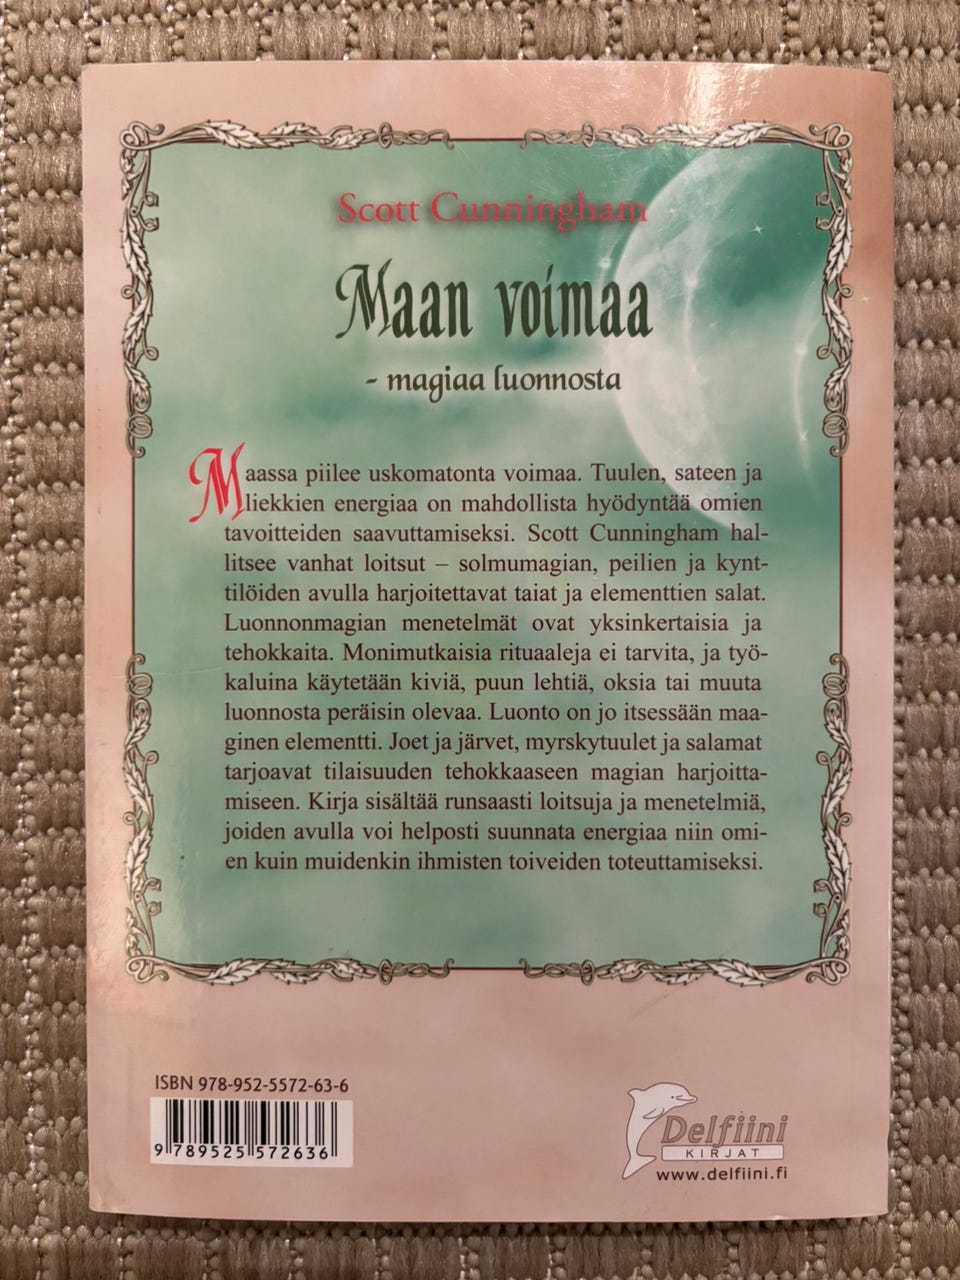 Scott Cunningham
Maan voimaa
- magiaa luonnosta
Maassa piilee uskomatonta voimaa. Tuulen, sateen ja
liekkien energiaa on mahdollista hyödyntää omien
tavoitteiden saavuttamiseksi. Scott Cunningham hal-
litsee vanhat loitsut – solmumagian, peilien ja kynt-
tilöiden avulla harjoitettavat taiat ja elementtien salat.
Luonnonmagian menetelmät ovat yksinkertaisia ja
tehokkaita. Monimutkaisia rituaaleja ei tarvita, ja työ-
kaluina käytetään kiviä, puun lehtiä, oksia tai muuta
luonnosta peräisin olevaa. Luonto on jo itsessään maa-
ginen elementti. Joet ja järvet, myrskytuulet ja salamat
tarjoavat tilaisuuden tehokkaaseen magian harjoitta-
miseen. Kirja sisältää runsaasti loitsuja ja menetelmiä,
joiden avulla voi helposti suunnata energiaa niin omi-
en kuin muidenkin ihmisten toiveiden toteuttamiseksi.
ISBN 978-952-5572-63-6
9 789525 572636
Delfiini
KIRJAT
www.delfiini.fi